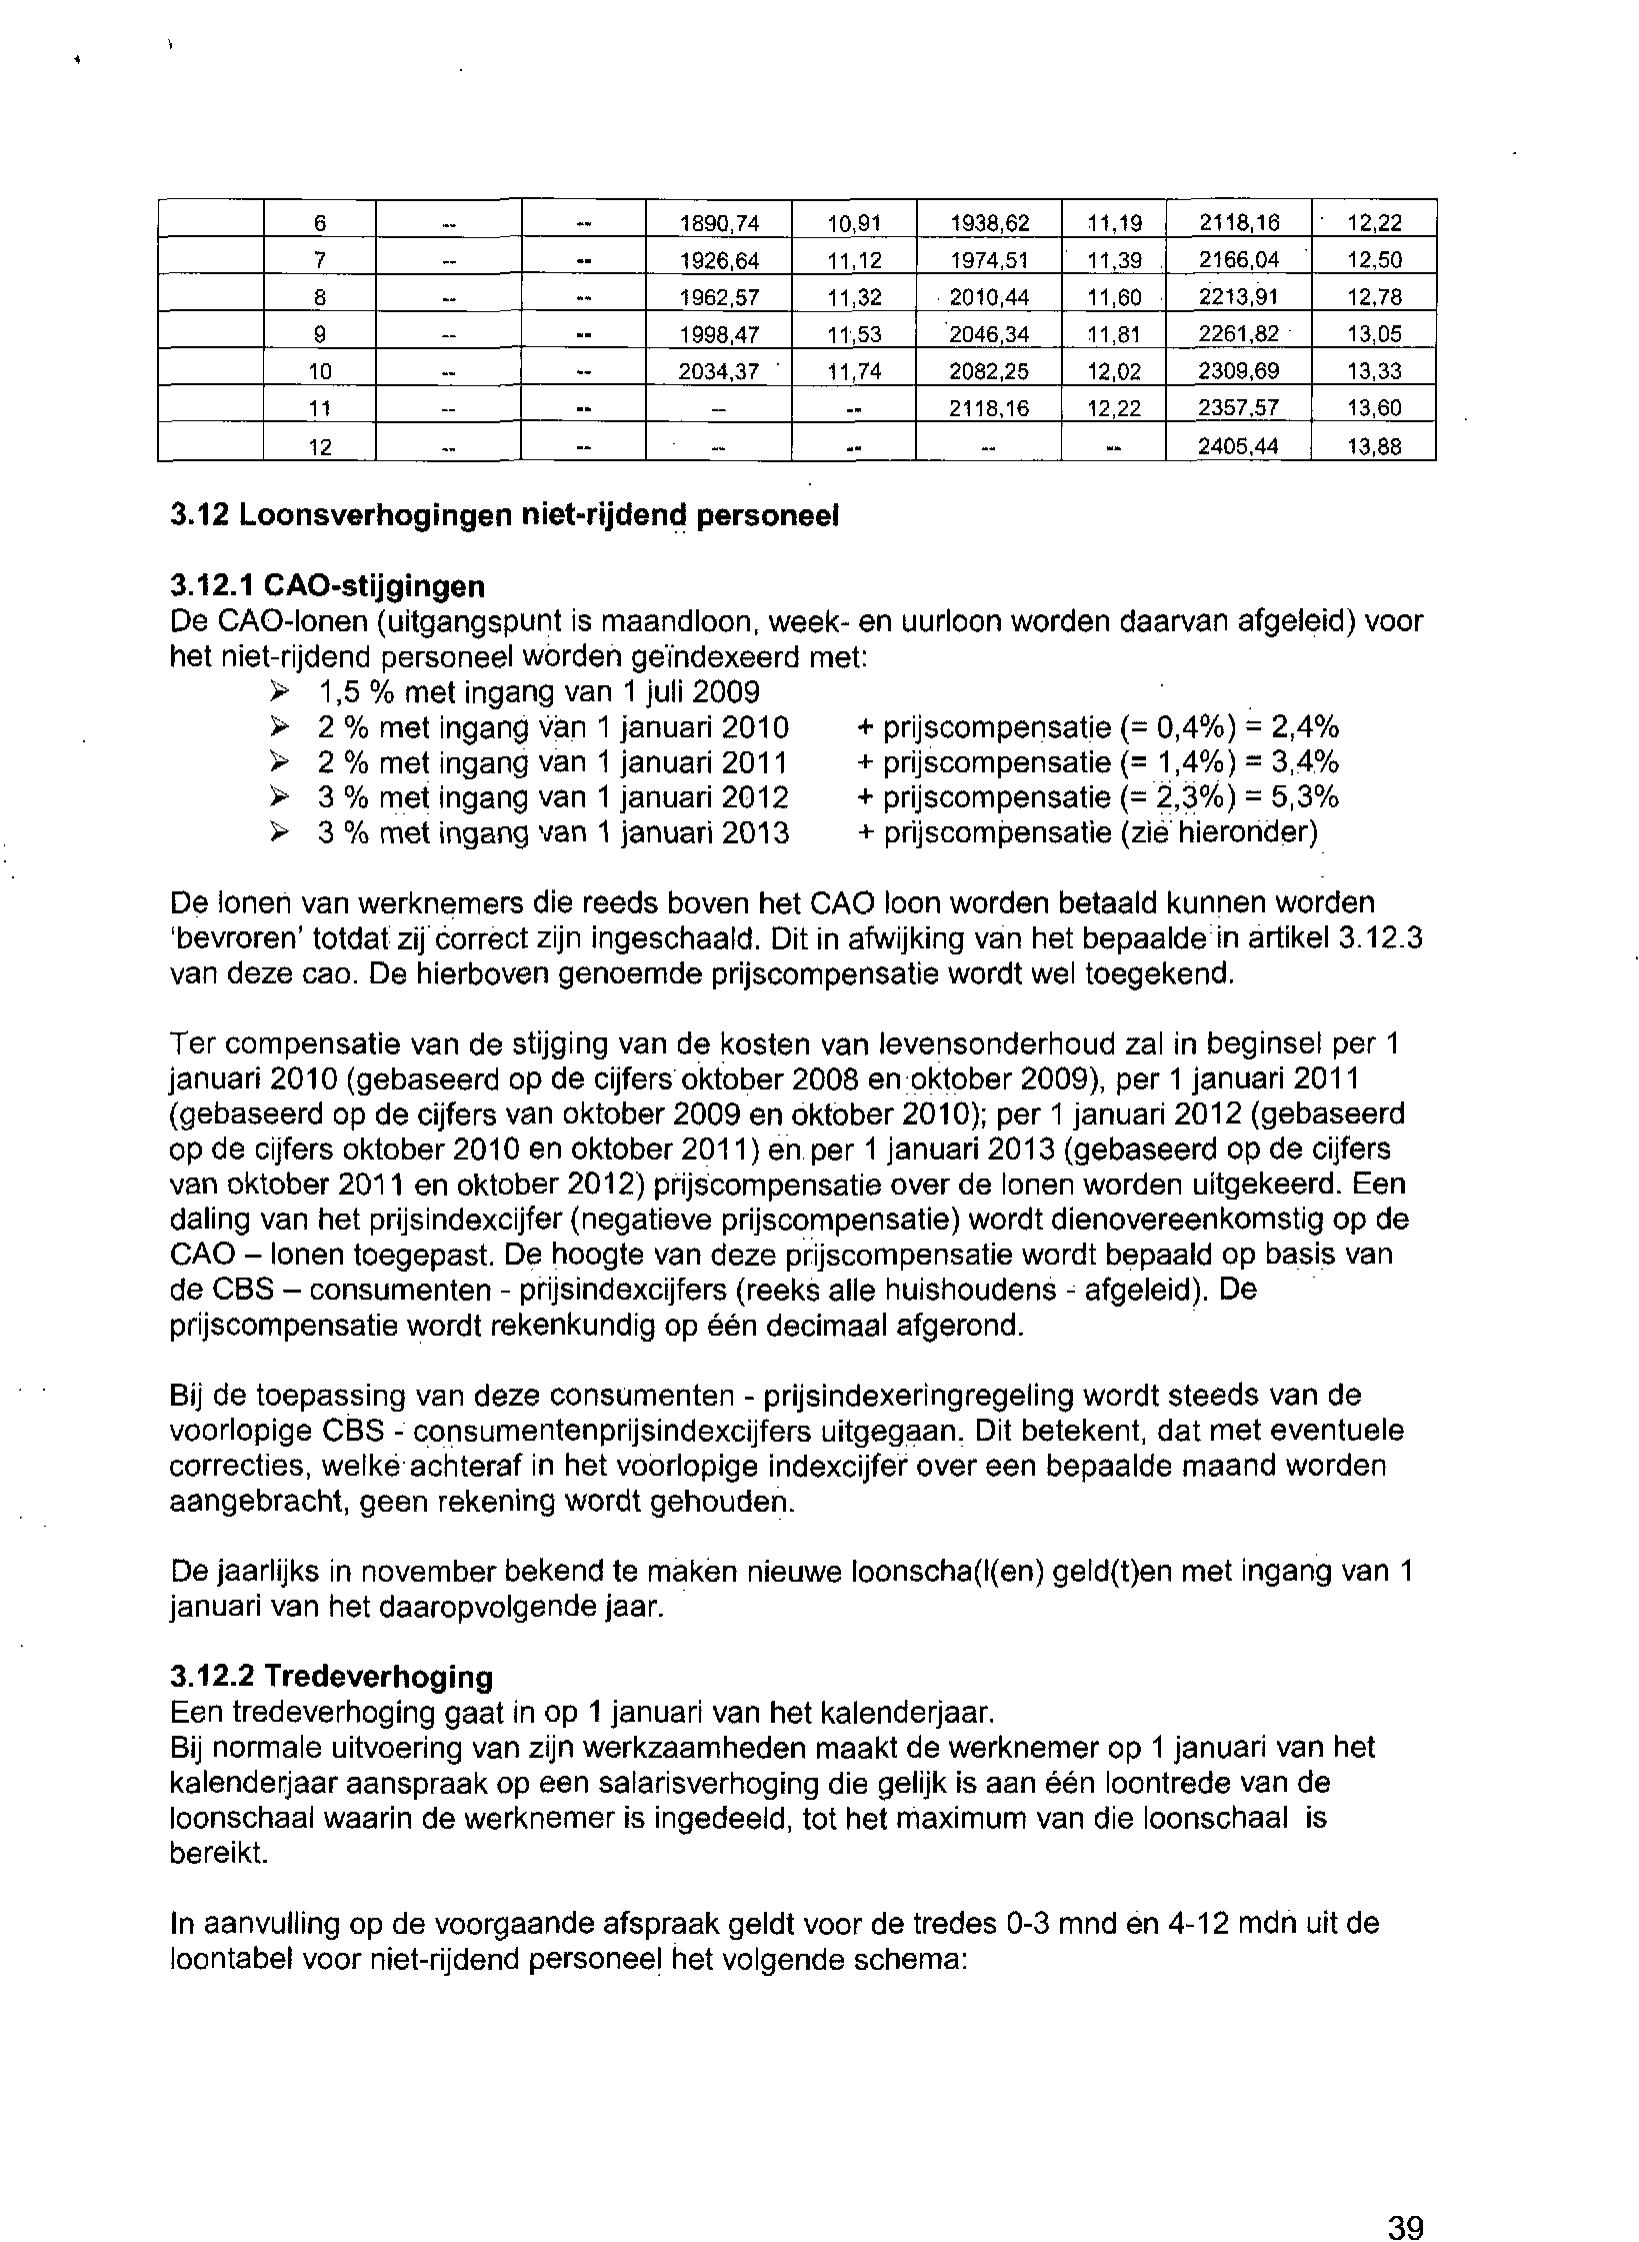 6 -- -- 1890,74 10,91 1938,62 11,19 2118,16 12,22
7 -- -- 1926,64 11,12 1974,51 11,39 2166,04 12,50
8 -- -- 1962,57 11,32 2010,44 11,60 2213,91 12,78
9 -- -- 1998,47 11,53 2046,34 11,81 2261,82 13,05
10 -- -- 2034,37 11,74 2082,25 12,02 2309,69 13,33
11 -- -- -- -- 2118,16 12,22 2357,57 13,60
12 -- -- -- -- -- -- 2405,44 13,88
3.12 Loonsverhogingen niet-rijdend personeel
3.12.1 CAO-stijgingen
De CAO-lonen (uitgangspunt is maandloon, week- en uurloon worden daarvan afgeleid) voor
het niet-rijdend personeel worden geïndexeerd met:
➢ 1,5 % met ingang van 1 juli 2009
➢ 2 % met ingang van 1 januari 2010 + prijscompensatie (= 0,4%) = 2,4%
➢ 2 % met ingang van 1 januari 2011 + prijscompensatie (= 1,4%) = 3,4%
➢ 3 % met ingang van 1 januari 2012 + prijscompensatie (= 2,3%) = 5,3%
➢ 3 % met ingang van 1 januari 2013 + prijscompensatie (zie hieronder)
De lonen van werknemers die reeds boven het CAO loon worden betaald kunnen worden
‘bevroren’ totdat zij correct zijn ingeschaald. Dit in afwijking van het bepaalde in artikel 3.12.3
van deze cao. De hierboven genoemde prijscompensatie wordt wel toegekend.
Ter compensatie van de stijging van de kosten van levensonderhoud zal in beginsel per 1
januari 2010 (gebaseerd op de cijfers oktober 2008 en oktober 2009), per 1 januari 2011
(gebaseerd op de cijfers van oktober 2009 en oktober 2010); per 1 januari 2012 (gebaseerd
op de cijfers oktober 2010 en oktober 2011) en per 1 januari 2013 (gebaseerd op de cijfers
van oktober 2011 en oktober 2012) prijscompensatie over de lonen worden uitgekeerd. Een
daling van het prijsindexcijfer (negatieve prijscompensatie) wordt dienovereenkomstig op de
CAO – lonen toegepast. De hoogte van deze prijscompensatie wordt bepaald op basis van
de CBS – consumenten - prijsindexcijfers (reeks alle huishoudens - afgeleid). De
prijscompensatie wordt rekenkundig op één decimaal afgerond.
Bij de toepassing van deze consumenten - prijsindexeringregeling wordt steeds van de
voorlopige CBS - consumentenprijsindexcijfers uitgegaan. Dit betekent, dat met eventuele
correcties, welke achteraf in het voorlopige indexcijfer over een bepaalde maand worden
aangebracht, geen rekening wordt gehouden.
De jaarlijks in november bekend te maken nieuwe loonscha(l(en) geld(t)en met ingang van 1
januari van het daaropvolgende jaar.
3.12.2 Tredeverhoging
Een tredeverhoging gaat in op 1 januari van het kalenderjaar.
Bij normale uitvoering van zijn werkzaamheden maakt de werknemer op 1 januari van het
kalenderjaar aanspraak op een salarisverhoging die gelijk is aan één loontrede van de
loonschaal waarin de werknemer is ingedeeld, tot het maximum van die loonschaal is
bereikt.
In aanvulling op de voorgaande afspraak geldt voor de tredes 0-3 mnd en 4-12 mdn uit de
loontabel voor niet-rijdend personeel het volgende schema:
39